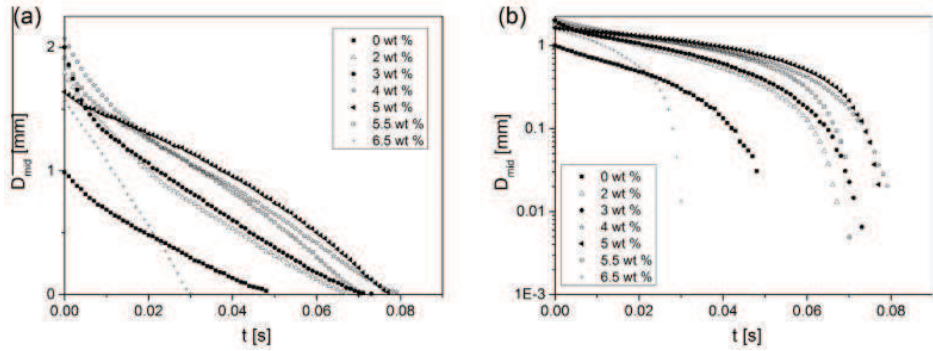 (a)
2
1
0
D_mid [mm]
0.00 0.02 0.04 0.06 0.08
t [s]
0 wt %
2 wt %
3 wt %
4 wt %
5 wt %
5.5 wt %
6.5 wt %
(b)
1
0.1
0.01
1E-3
D_mid [mm]
0.00 0.02 0.04 0.06 0.08
t [s]
0 wt %
2 wt %
3 wt %
4 wt %
5 wt %
5.5 wt %
6.5 wt %